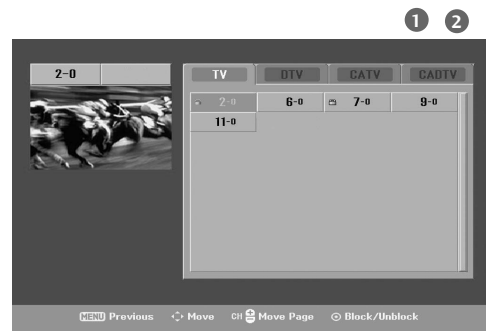 1 2
2-0
TV DTV CATV CADTV
2-0 6-0 7-0 9-0
11-0
MENU Previous Move CH Move Page Block/Unblock